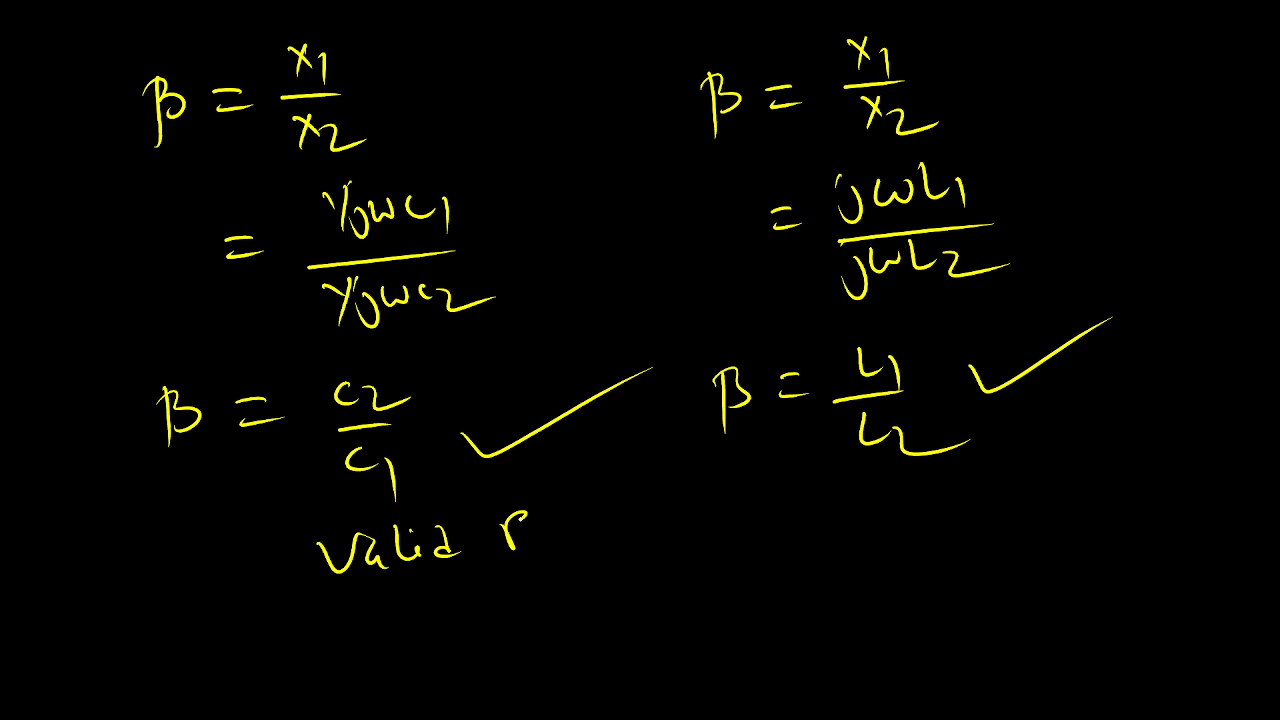 β = x1/x2
= 1/jωc1 / 1/jωc2
β = c2/c1
Valid
β = x1/x2
= jωL1/jωL2
β = L1/L2